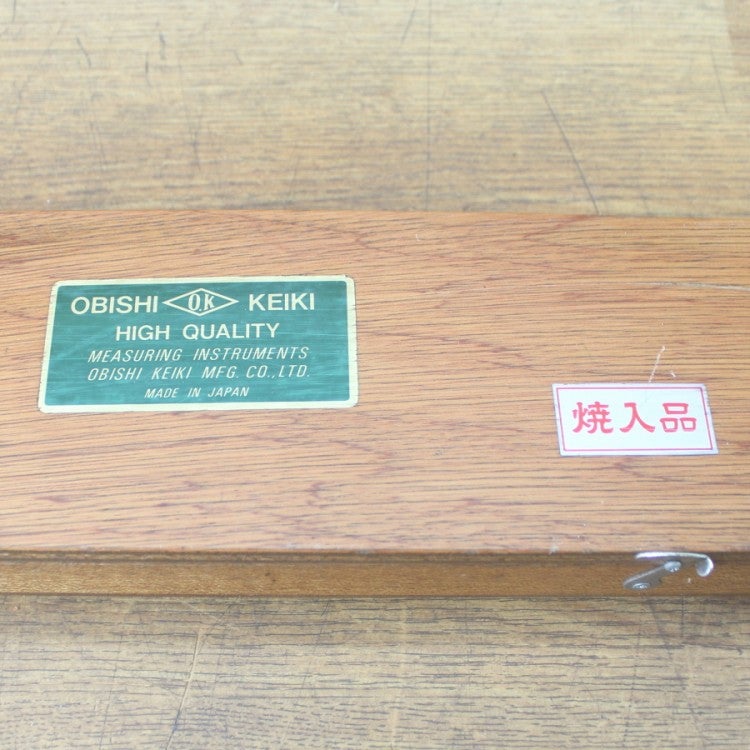 OBISHI O.K KEIKI
HIGH QUALITY
MEASURING INSTRUMENTS
OBISHI KEIKI MFG. CO.,LTD.
MADE IN JAPAN
焼入品